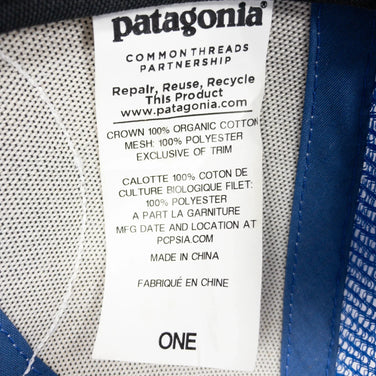 patagonia®
COMMONTHREADS
PARTNERSHIP
Repair, Reuse, Recycle
This Product
www.patagonia.com
CROWN 100% ORGANIC COTTON
MESH: 100% POLYESTER
EXCLUSIVE OF TRIM
CALOTTE 100% COTON DE
CULTURE BIOLOGIQUE FILET:
100% POLYESTER
A PART LA GARNITURE
MFG DATE AND LOCATION AT
PCPSIA.COM
MADE IN CHINA
FABRIQUÉ EN CHINE
ONE